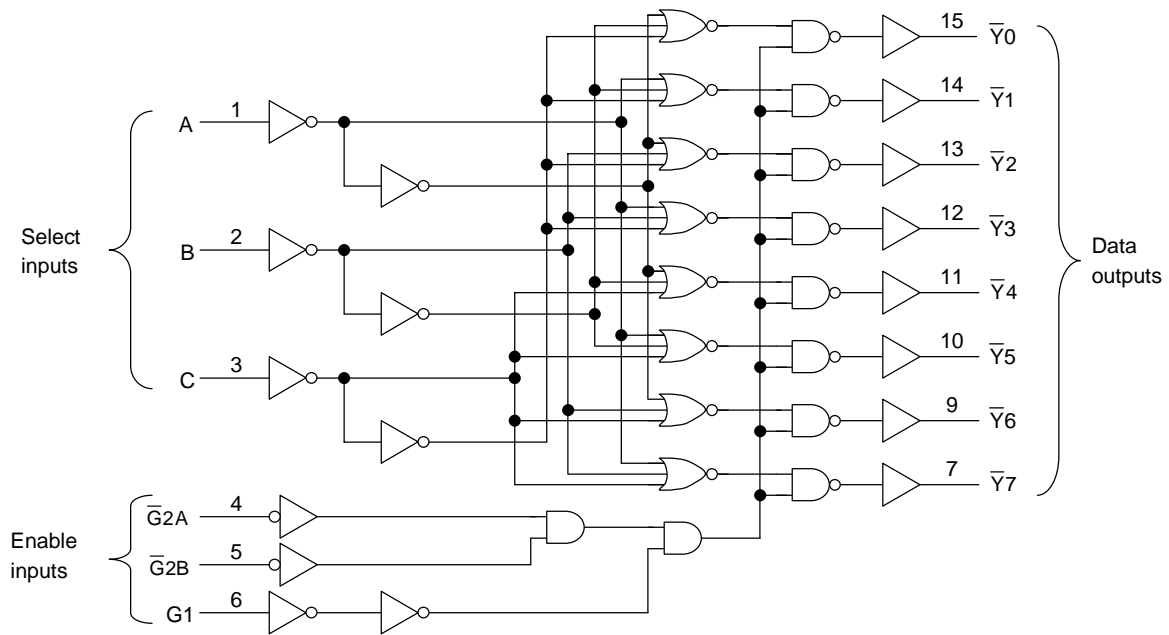 15 Y̅0
14 Y̅1
A 1
13 Y̅2
12 Y̅3
Select
inputs
B 2
Data
outputs
11 Y̅4
10 Y̅5
C 3
9 Y̅6
7 Y̅7
Enable
inputs
G̅2A 4
G̅2B 5
G1 6